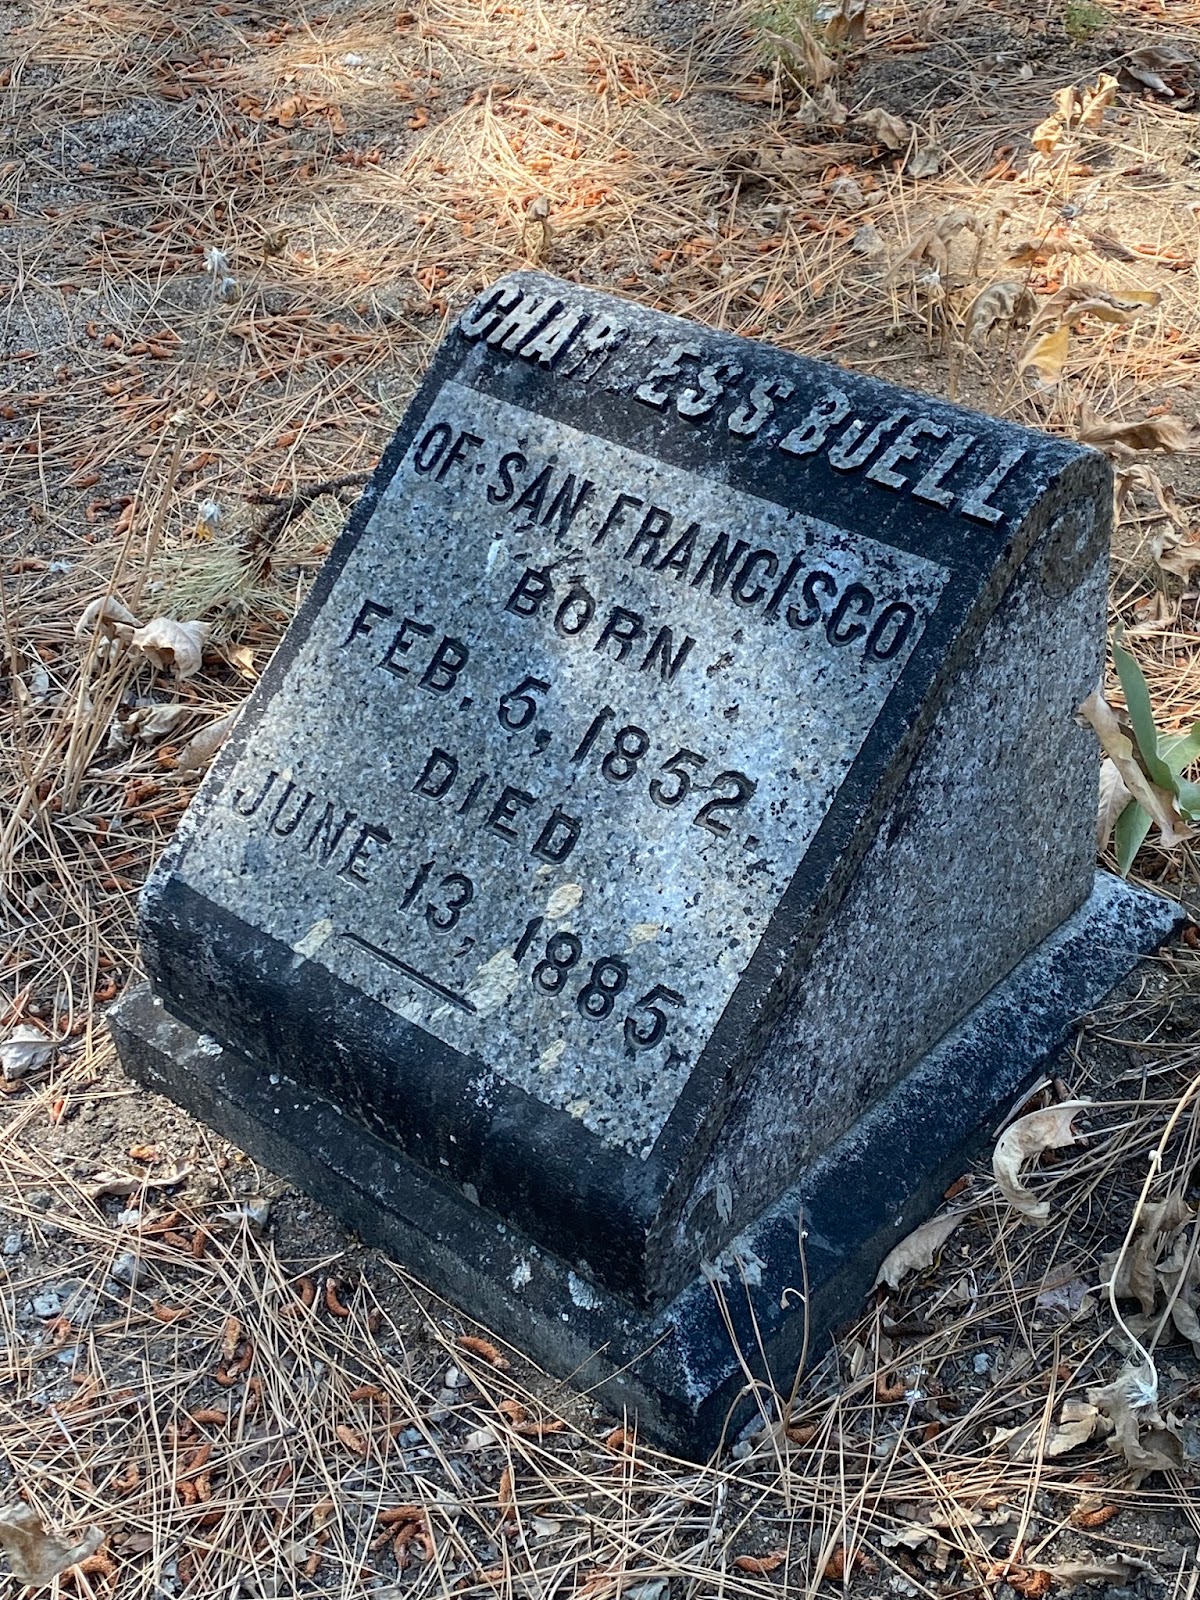 CHARLES S BUELL
OF SAN FRANCISCO
BORN
FEB. 5, 1852.
DIED
JUNE 13, 1885.